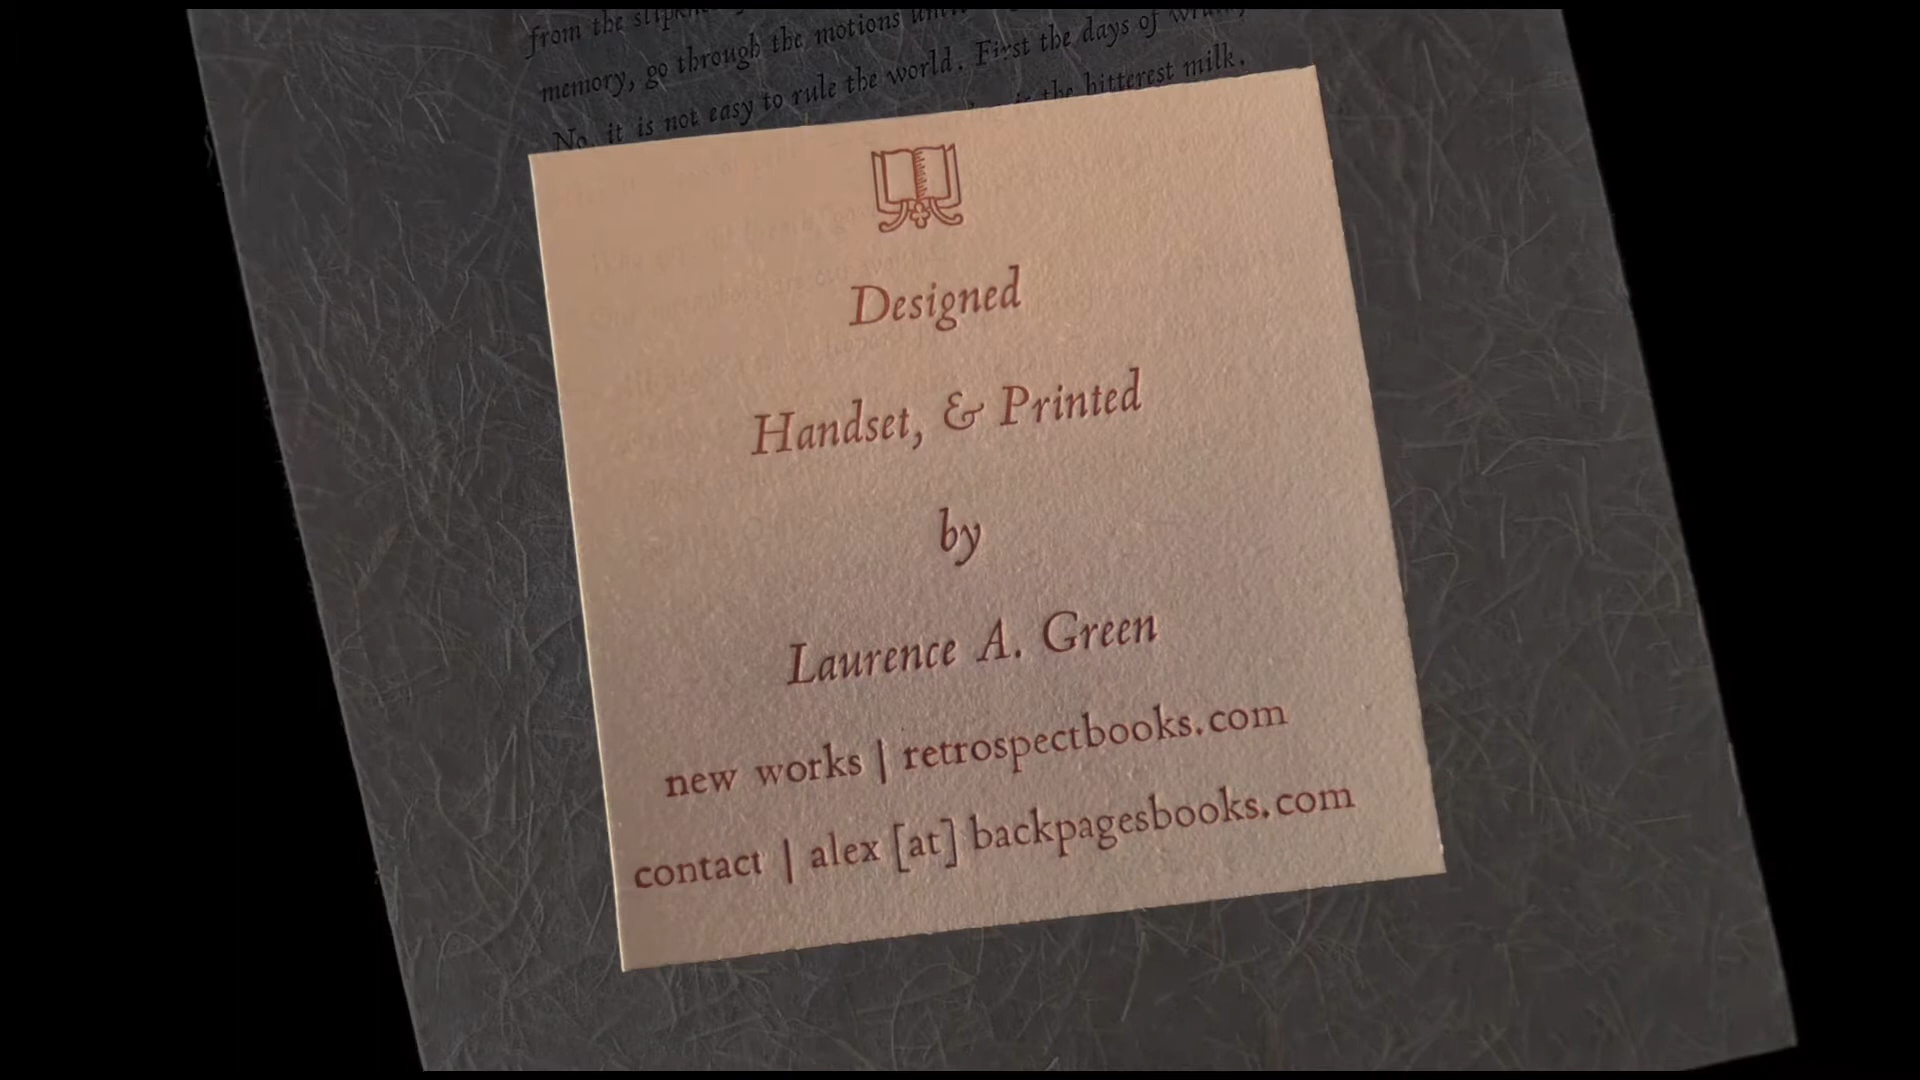 from the
memory, go through the motions
No, it is not easy to rule the world. First the days of
is the bitterest milk.
Designed
Handset, & Printed
by
Laurence A. Green
new works | retrospectbooks.com
contact | alex [at] backpagesbooks.com